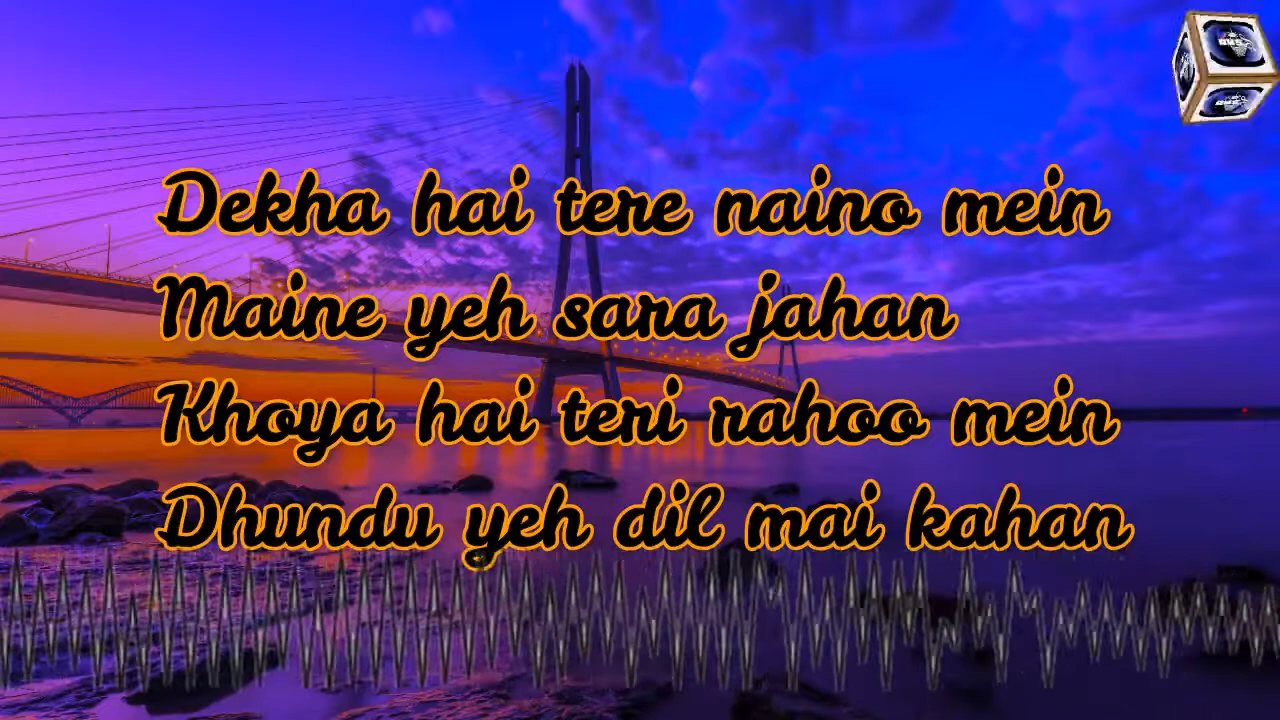 Dekha hai tere naino mein
Maine yeh sara jahan
Khoya hai teri rahoo mein
Dhundu yeh dil mai kahan